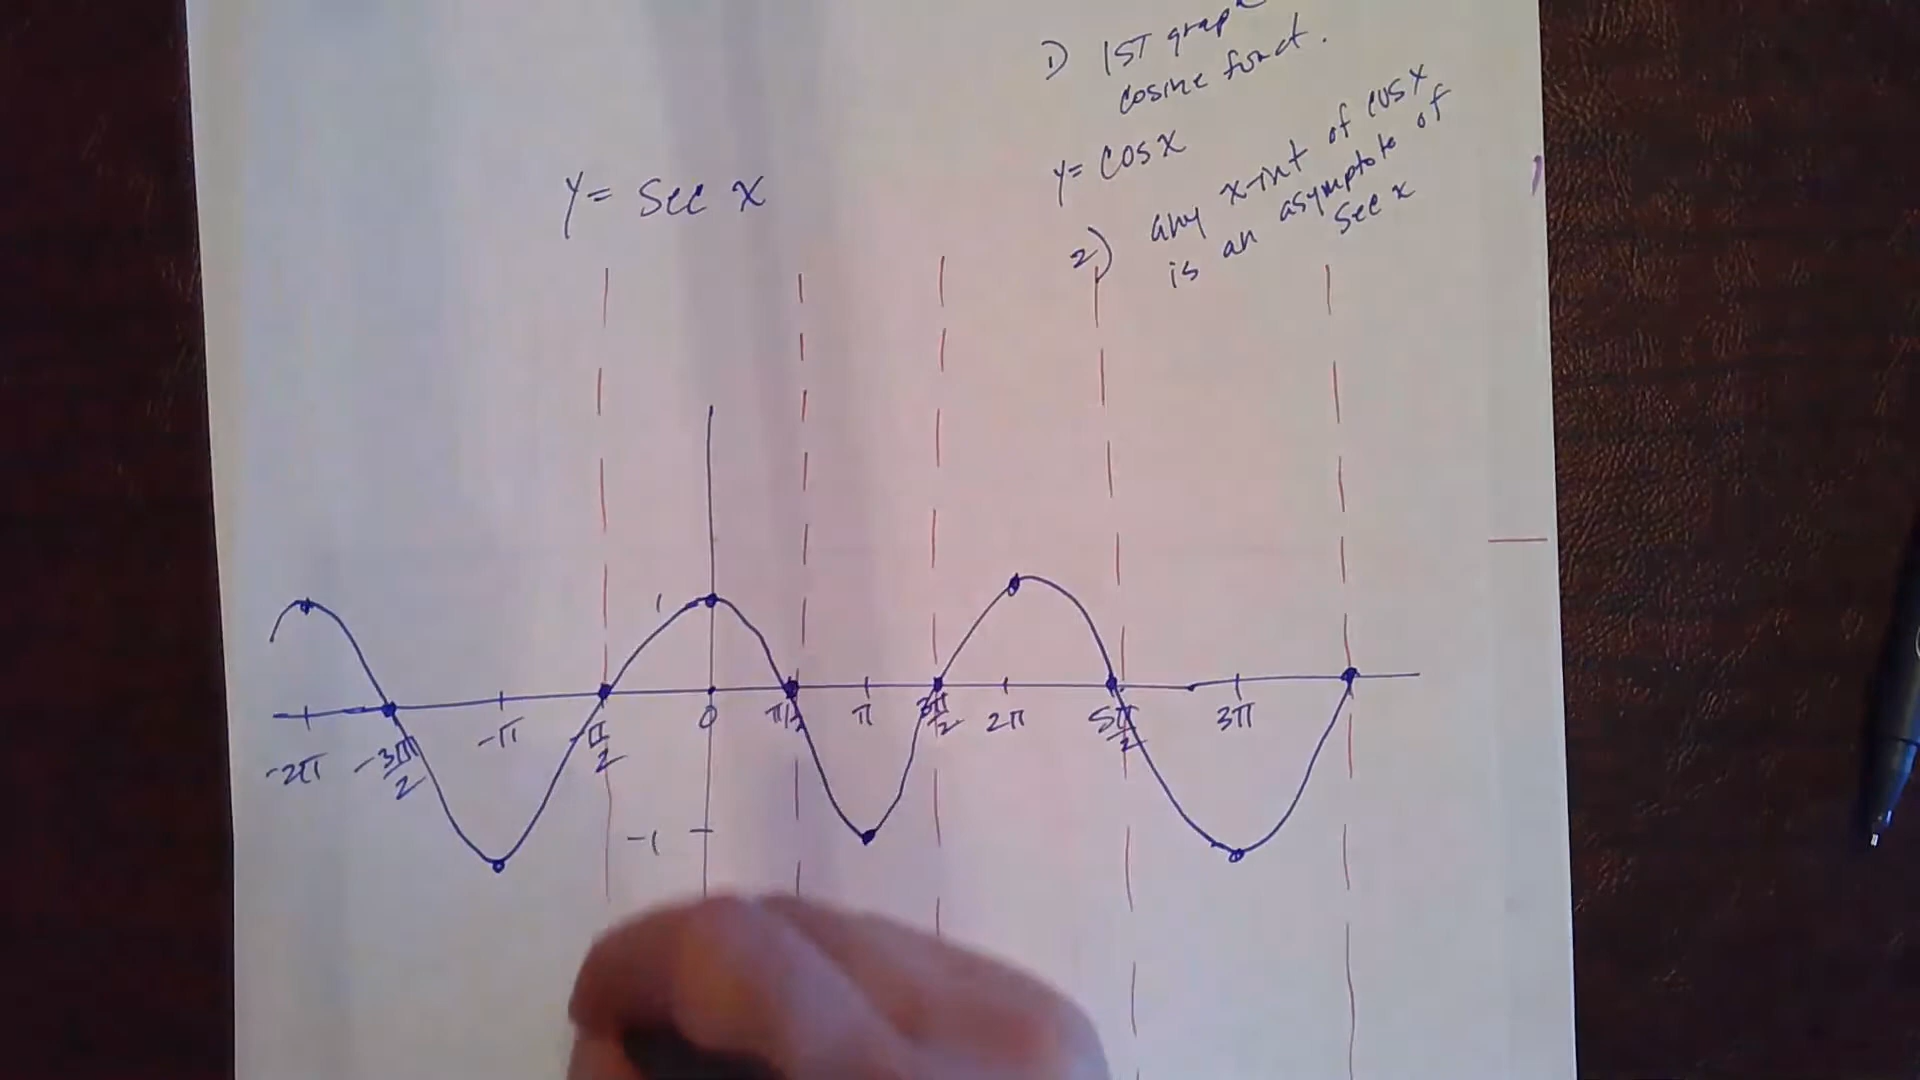 1) 1ST graph
cosine funct.
y= cos x
2) any x-int of cos x
is an asymptote of
sec x
y= sec x
1
-2π -3π/2 -π -π/2 0 π/2 π 3π/2 2π 5π/2 3π
-1